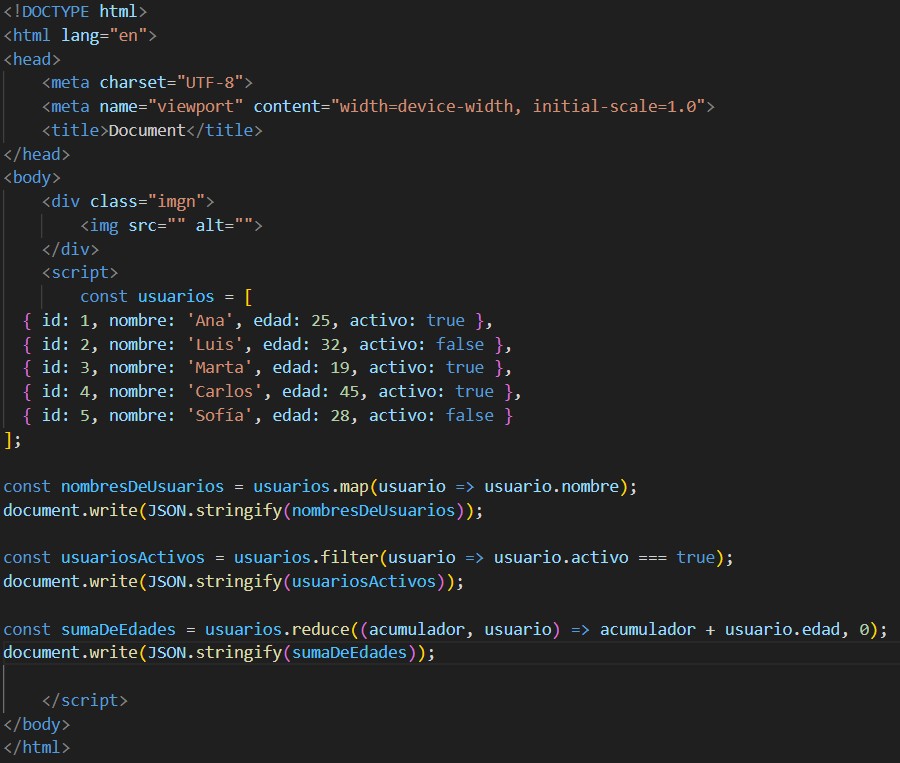 <!DOCTYPE html>
<html lang="en">
<head>
    <meta charset="UTF-8">
    <meta name="viewport" content="width=device-width, initial-scale=1.0">
    <title>Document</title>
</head>
<body>
    <div class="imgn">
        <img src="" alt="">
    </div>
    <script>
        const usuarios = [
  { id: 1, nombre: 'Ana', edad: 25, activo: true },
  { id: 2, nombre: 'Luis', edad: 32, activo: false },
  { id: 3, nombre: 'Marta', edad: 19, activo: true },
  { id: 4, nombre: 'Carlos', edad: 45, activo: true },
  { id: 5, nombre: 'Sofía', edad: 28, activo: false }
];

const nombresDeUsuarios = usuarios.map(usuario => usuario.nombre);
document.write(JSON.stringify(nombresDeUsuarios));

const usuariosActivos = usuarios.filter(usuario => usuario.activo === true);
document.write(JSON.stringify(usuariosActivos));

const sumaDeEdades = usuarios.reduce((acumulador, usuario) => acumulador + usuario.edad, 0);
document.write(JSON.stringify(sumaDeEdades));

    </script>
</body>
</html>